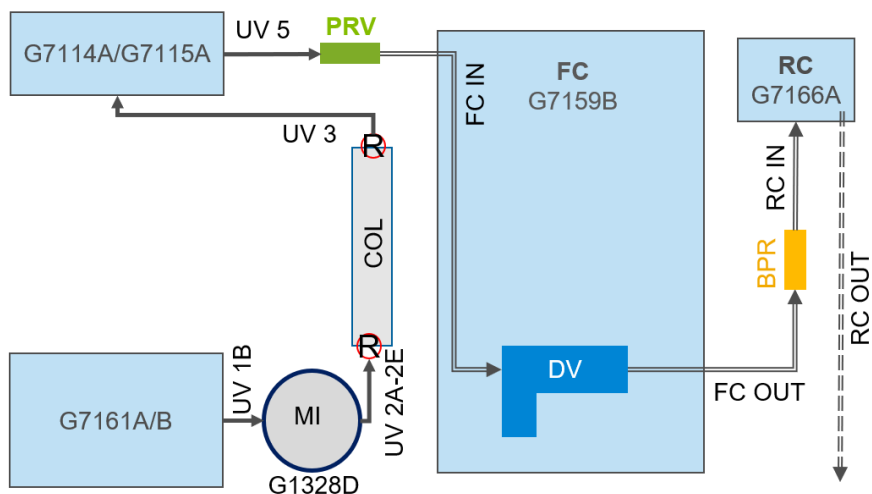 G7114A/G7115A
UV 5
PRV
FC IN
FC
G7159B
RC
G7166A
UV 3
R
COL
R
RC IN
BPR
RC OUT
G7161A/B
UV 1B
MI
G1328D
UV 2A-2E
DV
FC OUT